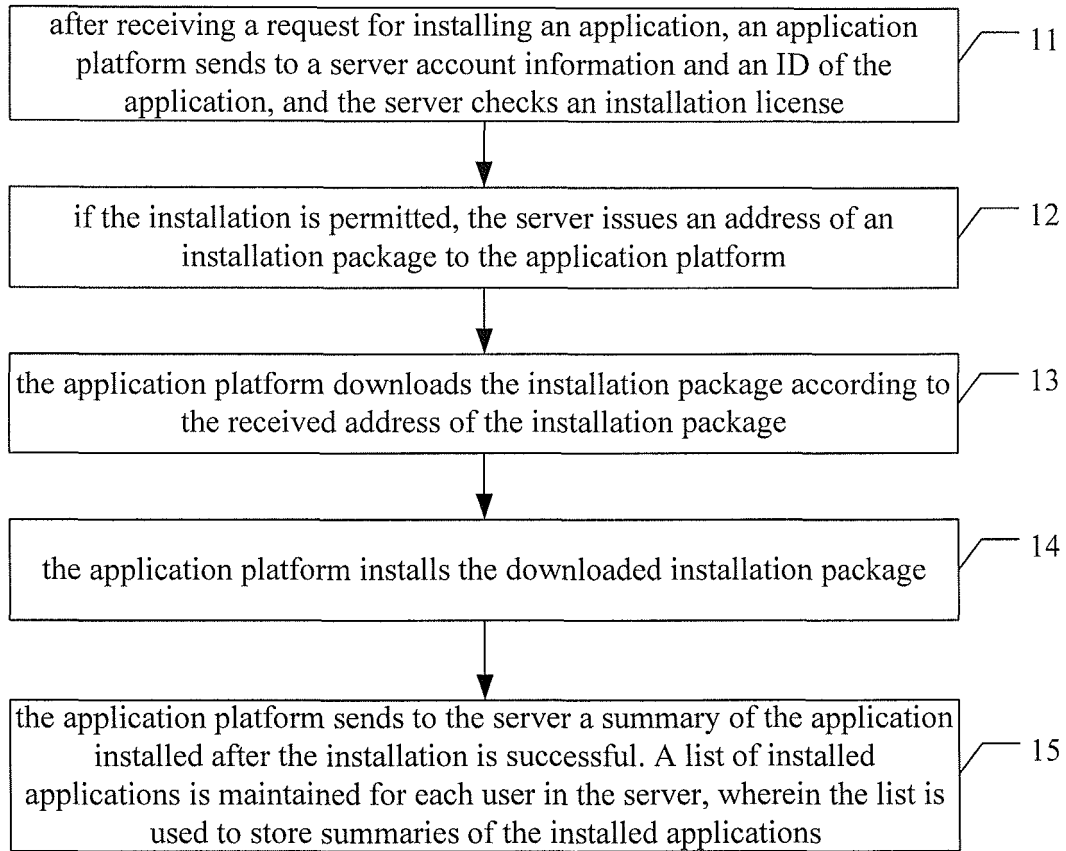 after receiving a request for installing an application, an application
platform sends to a server account information and an ID of the
application, and the server checks an installation license
11
if the installation is permitted, the server issues an address of an
installation package to the application platform
12
the application platform downloads the installation package according to
the received address of the installation package
13
the application platform installs the downloaded installation package
14
the application platform sends to the server a summary of the application
installed after the installation is successful. A list of installed
applications is maintained for each user in the server, wherein the list is
used to store summaries of the installed applications
15